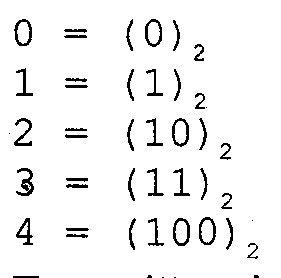 0 = (0)₂
1 = (1)₂
2 = (10)₂
3 = (11)₂
4 = (100)₂